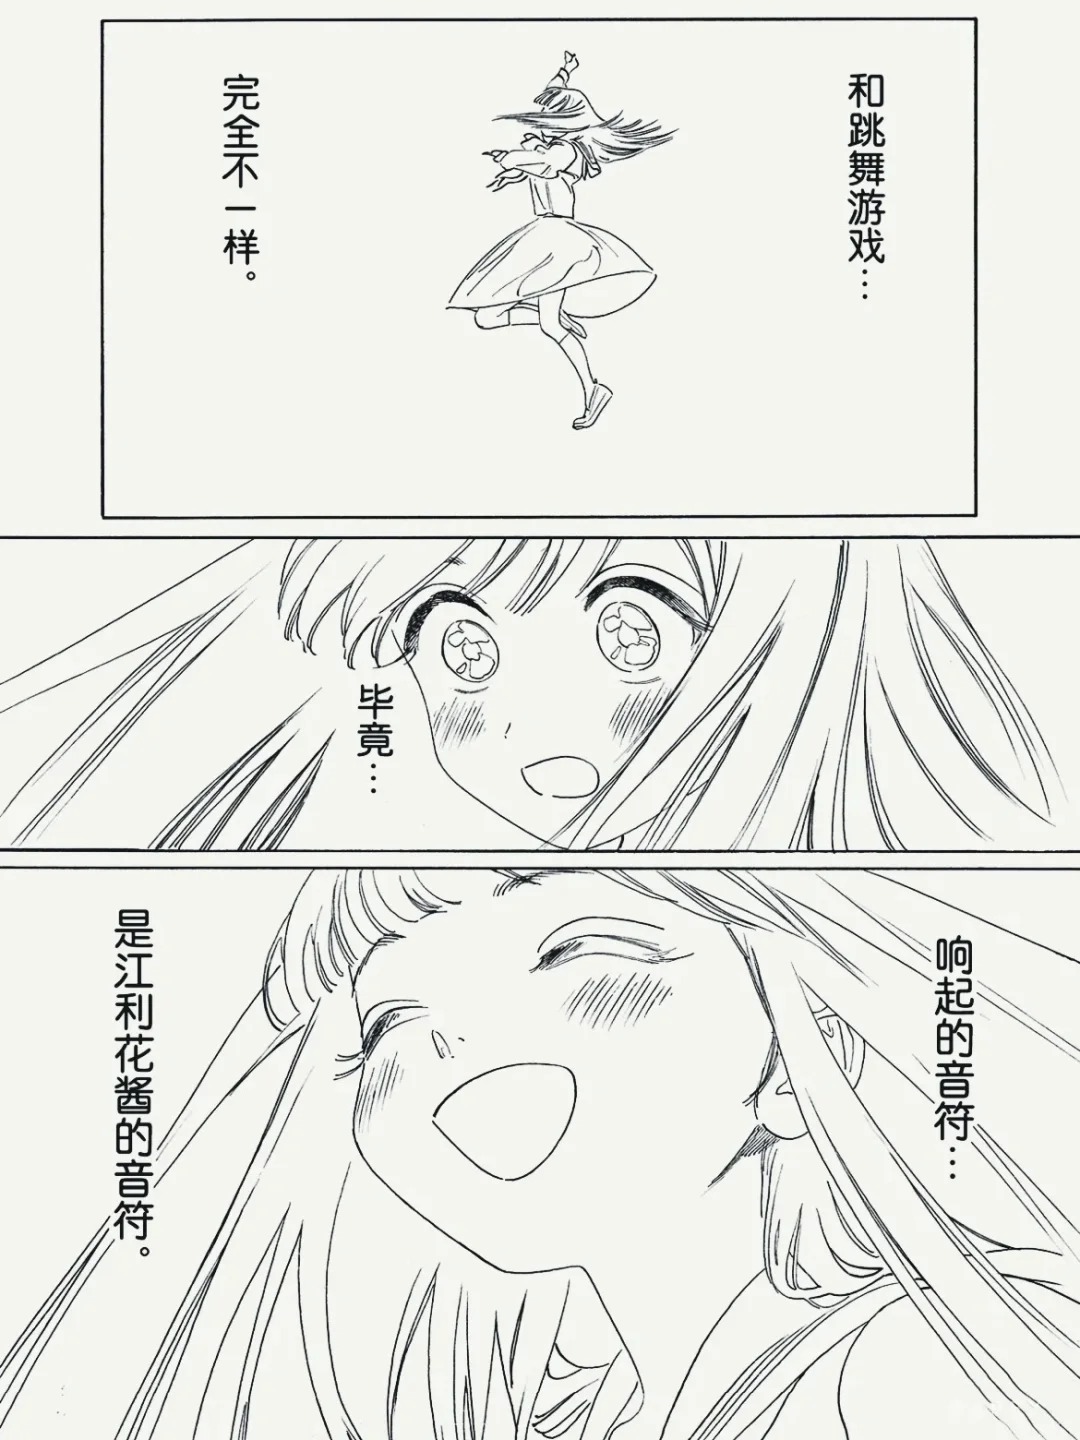 和跳舞游戏…
完全不一样。
毕竟…
响起的音符…
是江利花酱的音符。